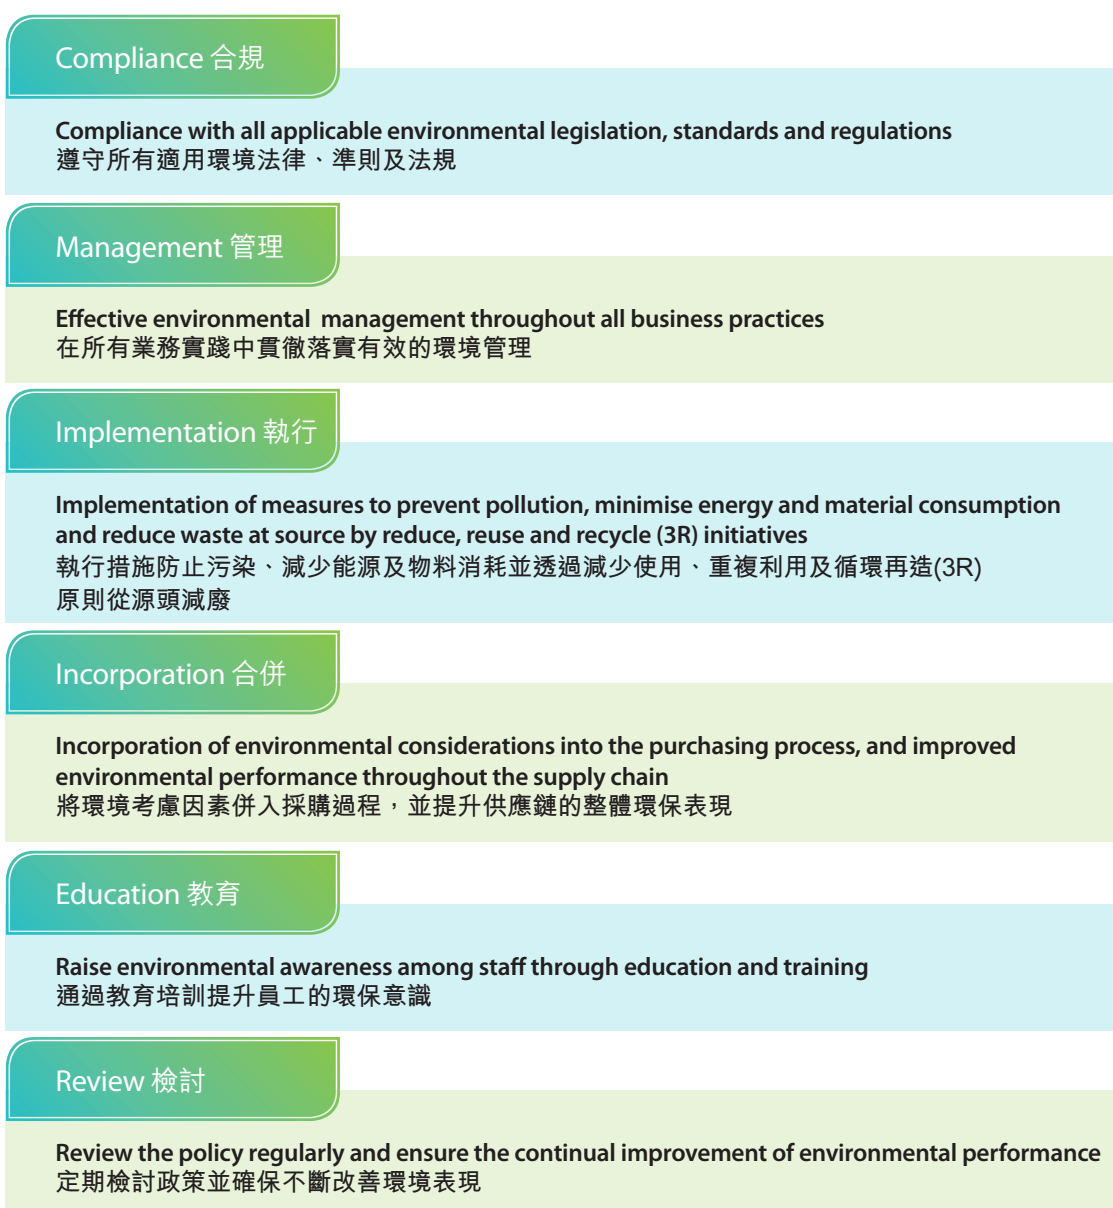 Compliance 合規
Compliance with all applicable environmental legislation, standards and regulations
遵守所有適用環境法律、準則及法規
Management 管理
Effective environmental  management throughout all business practices
在所有業務實踐中貫徹落實有效的環境管理
Implementation 執行
Implementation of measures to prevent pollution, minimise energy and material consumption
and reduce waste at source by reduce, reuse and recycle (3R) initiatives
執行措施防止污染、減少能源及物料消耗並透過減少使用、重複利用及循環再造(3R)
原則從源頭減廢
Incorporation 合併
Incorporation of environmental considerations into the purchasing process, and improved
environmental performance throughout the supply chain
將環境考慮因素併入採購過程，並提升供應鏈的整體環保表現
Education 教育
Raise environmental awareness among staff through education and training
通過教育培訓提升員工的環保意識
Review 檢討
Review the policy regularly and ensure the continual improvement of environmental performance
定期檢討政策並確保不斷改善環境表現